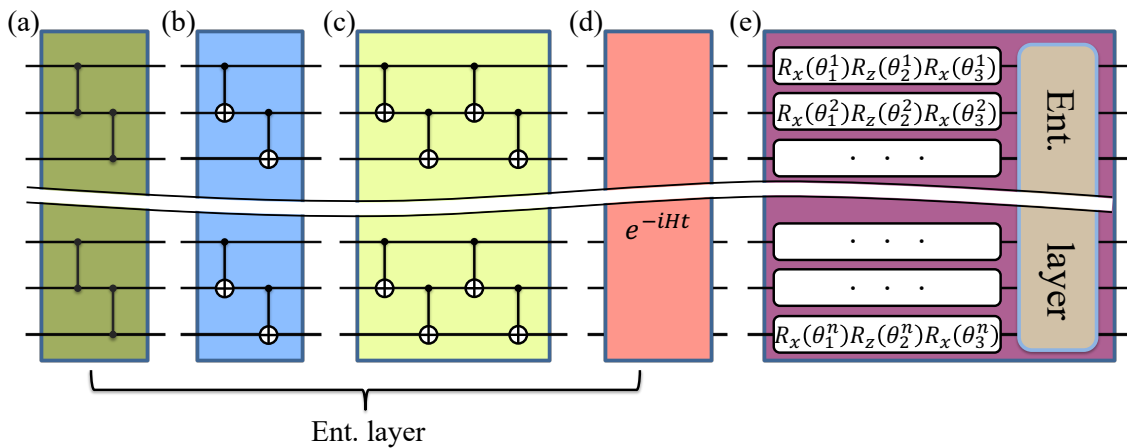 (a) (b) (c) (d) (e)
R_x(θ_1^1)R_z(θ_2^1)R_x(θ_3^1)
R_x(θ_1^2)R_z(θ_2^2)R_x(θ_3^2)
. . .
Ent.
e^{-iHt}
. . .
. . .
layer
R_x(θ_1^n)R_z(θ_2^n)R_x(θ_3^n)
Ent. layer